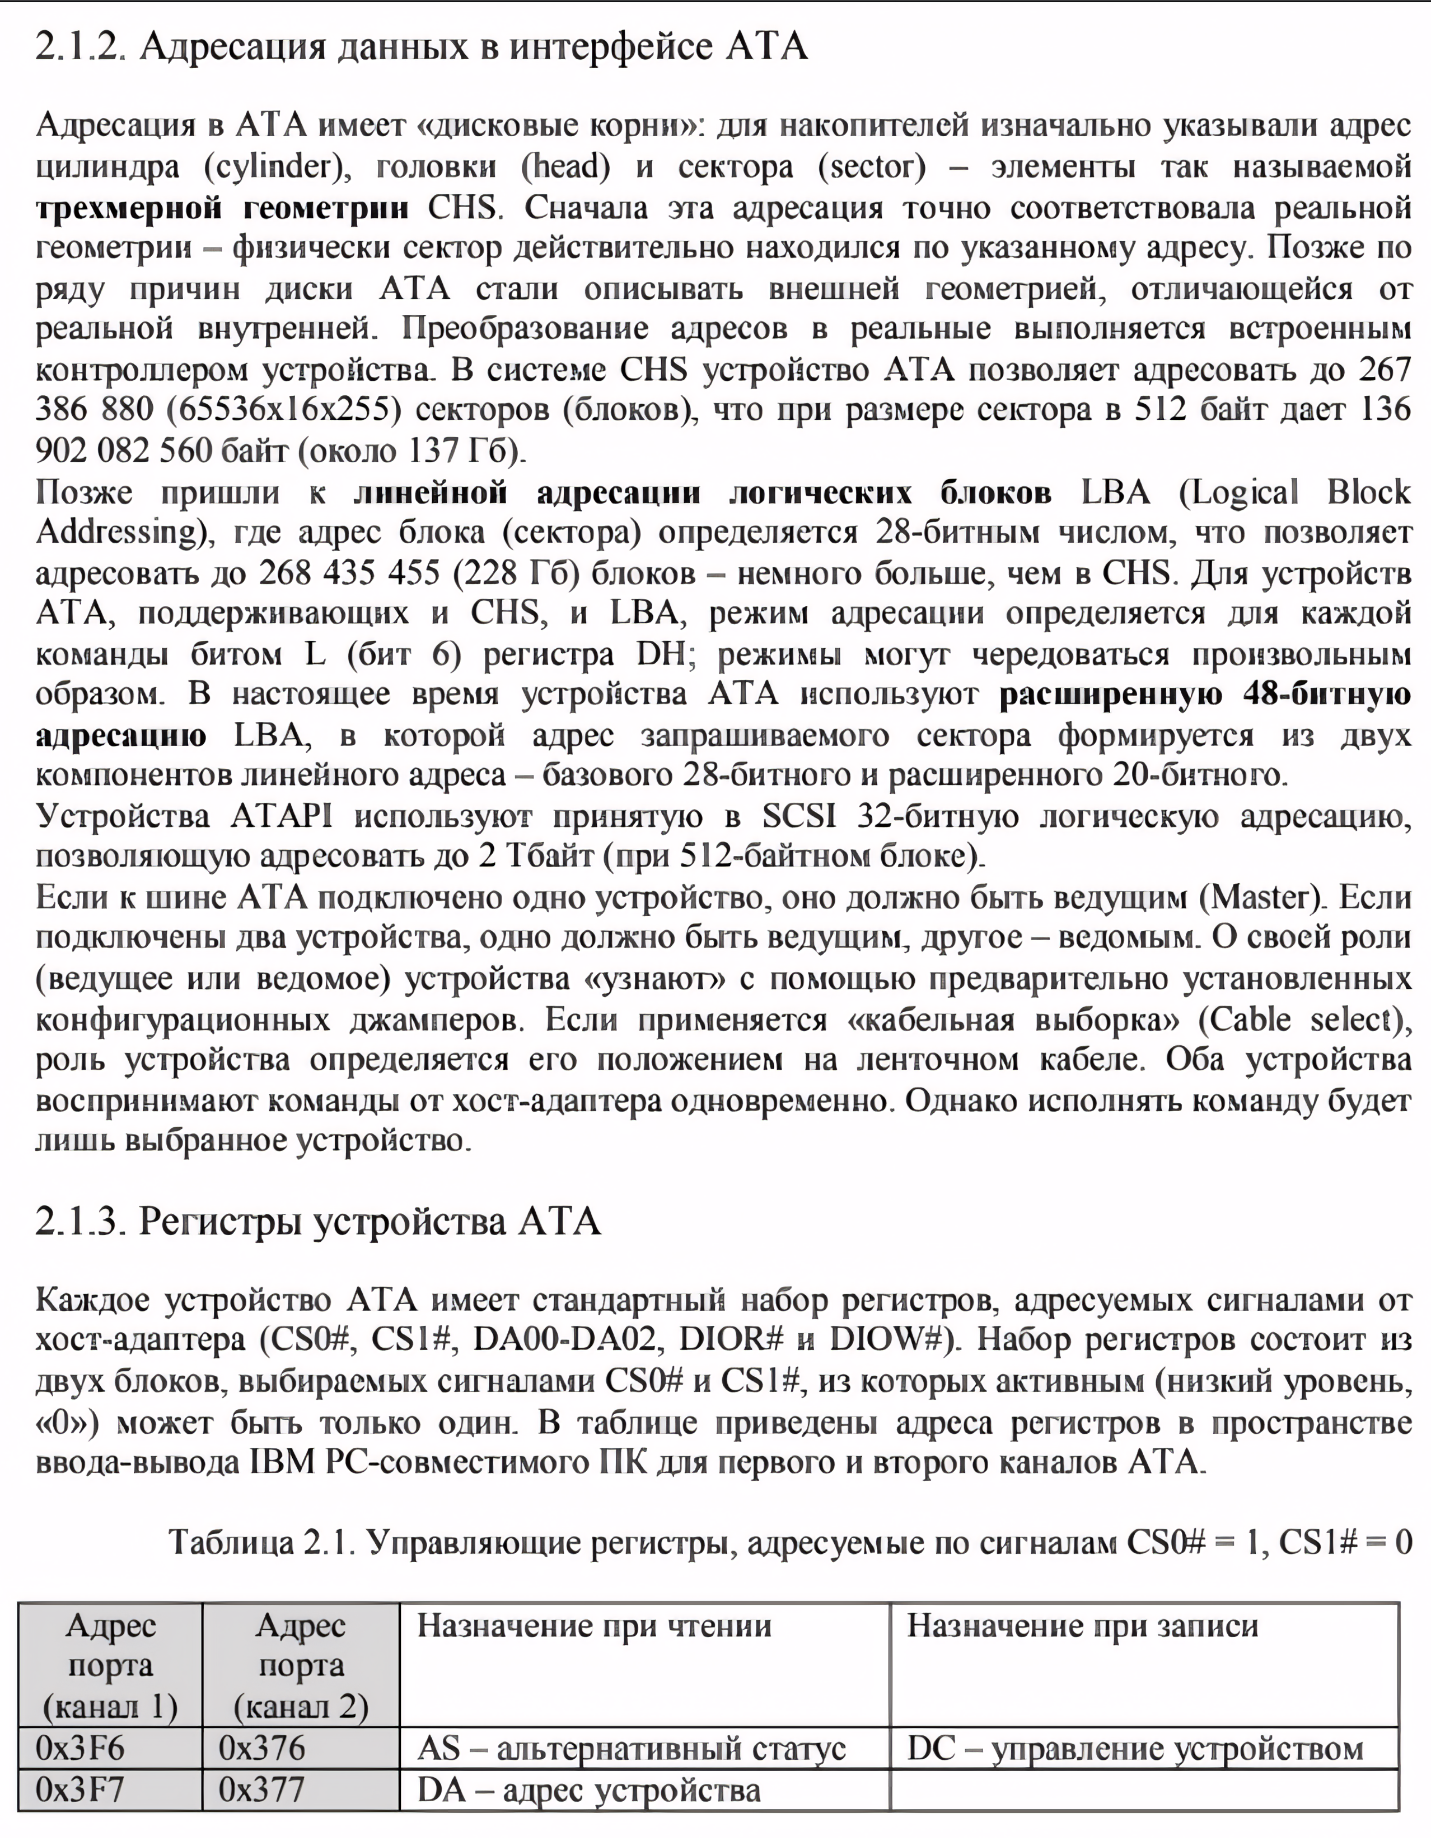 2.1.2. Адресация данных в интерфейсе ATA
Адресация в ATA имеет «дисковые корни»: для накопителей изначально указывали адрес
цилиндра (cylinder), головки (head) и сектора (sector) – элементы так называемой
трехмерной геометрии CHS. Сначала эта адресация точно соответствовала реальной
геометрии – физически сектор действительно находился по указанному адресу. Позже по
ряду причин диски ATA стали описывать внешней геометрией, отличающейся от
реальной внутренней. Преобразование адресов в реальные выполняется встроенным
контроллером устройства. В системе CHS устройство ATA позволяет адресовать до 267
386 880 (65536x16x255) секторов (блоков), что при размере сектора в 512 байт дает 136
902 082 560 байт (около 137 Гб).
Позже пришли к линейной адресации логических блоков LBA (Logical Block
Addressing), где адрес блока (сектора) определяется 28-битным числом, что позволяет
адресовать до 268 435 455 (228 Гб) блоков – немного больше, чем в CHS. Для устройств
ATA, поддерживающих и CHS, и LBA, режим адресации определяется для каждой
команды битом L (бит 6) регистра DH; режимы могут чередоваться произвольным
образом. В настоящее время устройства ATA используют расширенную 48-битную
адресацию LBA, в которой адрес запрашиваемого сектора формируется из двух
компонентов линейного адреса – базового 28-битного и расширенного 20-битного.
Устройства ATAPI используют принятую в SCSI 32-битную логическую адресацию,
позволяющую адресовать до 2 Тбайт (при 512-байтном блоке).
Если к шине ATA подключено одно устройство, оно должно быть ведущим (Master). Если
подключены два устройства, одно должно быть ведущим, другое – ведомым. О своей роли
(ведущее или ведомое) устройства «узнают» с помощью предварительно установленных
конфигурационных джамперов. Если применяется «кабельная выборка» (Cable select),
роль устройства определяется его положением на ленточном кабеле. Оба устройства
воспринимают команды от хост-адаптера одновременно. Однако исполнять команду будет
лишь выбранное устройство.
2.1.3. Регистры устройства ATA
Каждое устройство ATA имеет стандартный набор регистров, адресуемых сигналами от
хост-адаптера (CS0#, CS1#, DA00-DA02, DIOR# и DIOW#). Набор регистров состоит из
двух блоков, выбираемых сигналами CS0# и CS1#, из которых активным (низкий уровень,
«0») может быть только один. В таблице приведены адреса регистров в пространстве
ввода-вывода IBM PC-совместимого ПК для первого и второго каналов ATA.
Таблица 2.1. Управляющие регистры, адресуемые по сигналам CS0# = 1, CS1# = 0
Адрес порта (канал 1) Адрес порта (канал 2) Назначение при чтении Назначение при записи
0x3F6 0x376 AS – альтернативный статус DC – управление устройством
0x3F7 0x377 DA – адрес устройства